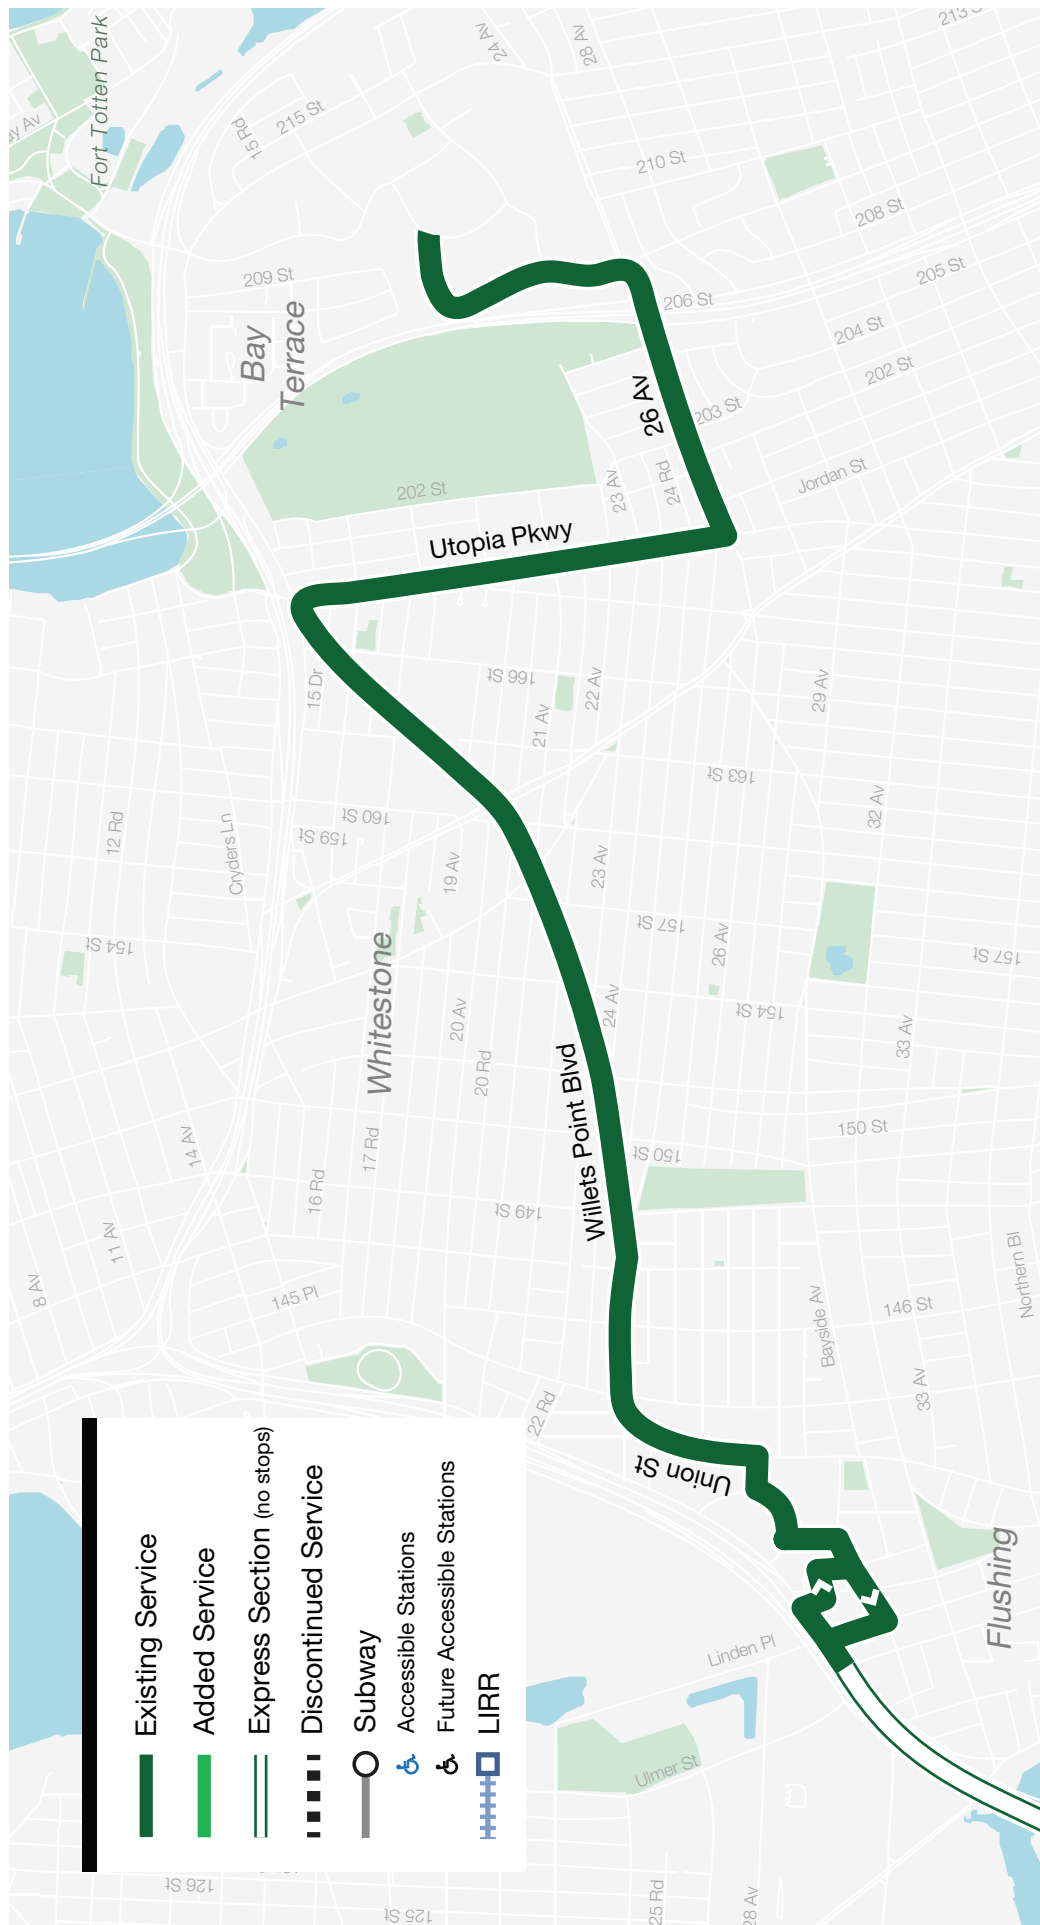 Existing Service
Added Service
Express Section (no stops)
Discontinued Service
Subway
Accessible Stations
Future Accessible Stations
LIRR
Fort Totten Park
Bay
Terrace
Whitestone
Flushing
Utopia Pkwy
26 Av
Willets Point Blvd
Union St
24 Av
28 Av
15 Rd
215 St
210 St
208 St
209 St
206 St
205 St
204 St
202 St
203 St
202 St
23 Av
24 Rd
Jordan St
15 Dr
166 St
22 Av
21 Av
29 Av
163 St
12 Rd
Cryders Ln
160 St
159 St
32 Av
19 Av
23 Av
154 St
157 St
26 Av
157 St
20 Av
24 Av
154 St
33 Av
20 Rd
14 Av
17 Rd
150 St
150 St
16 Rd
149 St
11 Av
8 Av
145 Pl
146 St
Northern Bl
Bayside Av
22 Rd
33 Av
Linden Pl
Ulmer St
126 St
125 St
25 Rd
28 Av